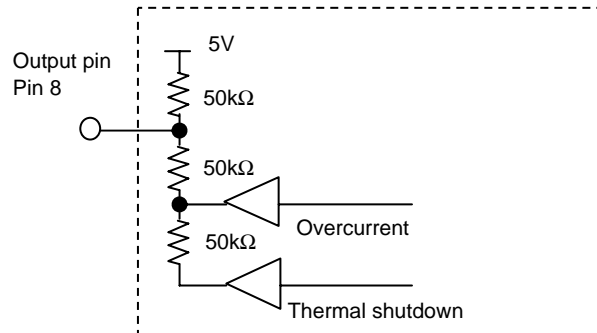 5V
Output pin
Pin 8
50kΩ
50kΩ
Overcurrent
50kΩ
Thermal shutdown